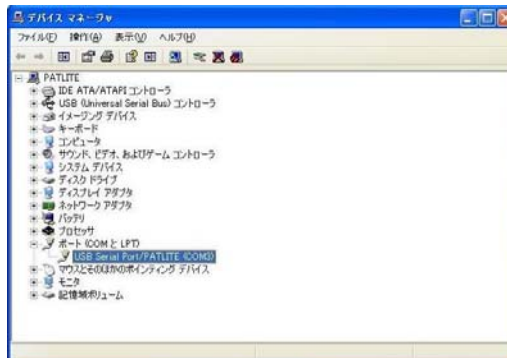 デバイス マネージャ
ファイル(F) 操作(A) 表示(V) ヘルプ(H)
PATLITE
IDE ATA/ATAPI コントローラ
USB (Universal Serial Bus) コントローラ
イメージング デバイス
キーボード
コンピュータ
サウンド、ビデオ、およびゲーム コントローラ
システム デバイス
ディスク ドライブ
ディスプレイ アダプタ
ネットワーク アダプタ
バッテリ
プロセッサ
ポート (COM と LPT)
USB Serial Port/PATLITE (COM3)
マウスとそのほかのポインティング デバイス
モニタ
記憶域ボリューム